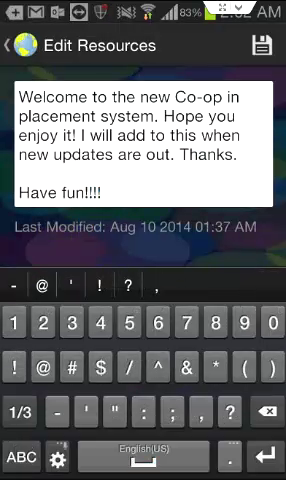 83% 2:02 AM
Edit Resources
Welcome to the new Co-op in
placement system. Hope you
enjoy it! I will add to this when
new updates are out. Thanks.
Have fun!!!!
Last Modified: Aug 10 2014 01:37 AM
- @ ' ! ? ,
1 2 3 4 5 6 7 8 9 0
! @ # $ / ^ & * ( )
1/3 - ' " : ; , ?
ABC English(US) .